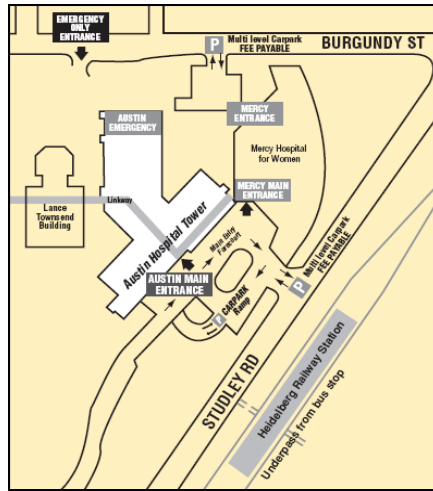 EMERGENCY
ONLY
ENTRANCE
P
Multi level Carpark
FEE PAYABLE
BURGUNDY ST
AUSTIN
EMERGENCY
MERCY
ENTRANCE
Mercy Hospital
for Women
Lance
Townsend
Building
Linkway
MERCY MAIN
ENTRANCE
Austin Hospital Tower
Main Entry
Forecourt
AUSTIN MAIN
ENTRANCE
Multi level Carpark
FEE PAYABLE
P
P
CARPARK
Ramp
STUDLEY RD
Heidelberg Railway Station
Underpass from bus stop